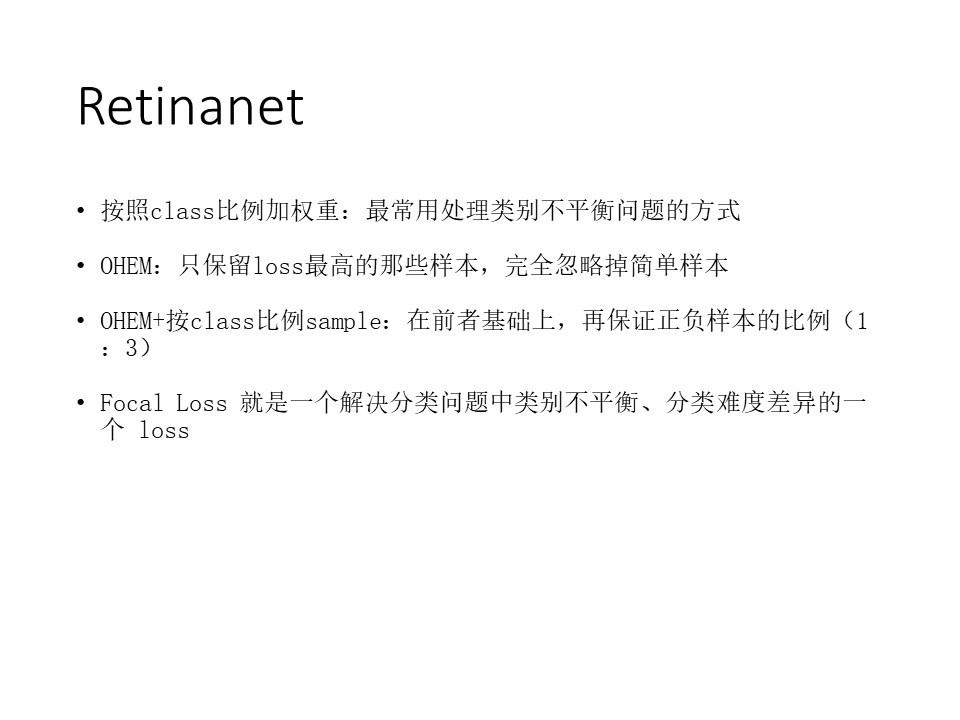 Retinanet
• 按照class比例加权重：最常用处理类别不平衡问题的方式
• OHEM：只保留loss最高的那些样本，完全忽略掉简单样本
• OHEM+按class比例sample：在前者基础上，再保证正负样本的比例（1
：3）
• Focal Loss 就是一个解决分类问题中类别不平衡、分类难度差异的一
个 loss